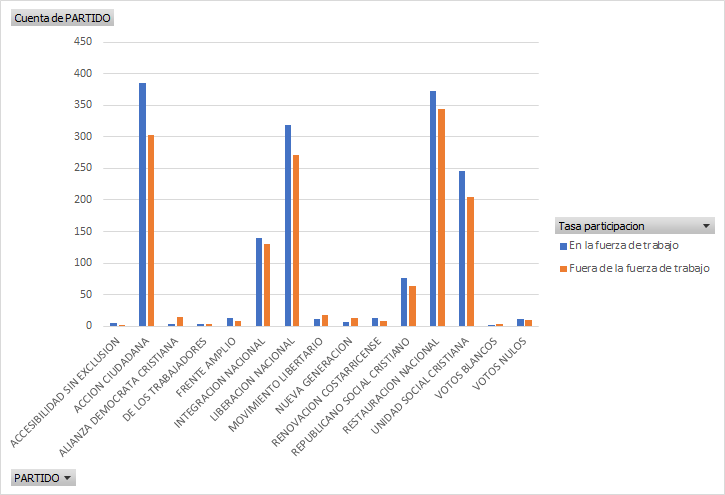 Cuenta de PARTIDO
450
400
350
300
250
200
150
100
50
0
ACCESIBILIDAD SIN EXCLUSION
ACCION CIUDADANA
ALIANZA DEMOCRATA CRISTIANA
DE LOS TRABAJADORES
FRENTE AMPLIO
INTEGRACION NACIONAL
LIBERACION NACIONAL
MOVIMIENTO LIBERTARIO
NUEVA GENERACION
RENOVACION COSTARRICENSE
REPUBLICANO SOCIAL CRISTIANO
RESTAURACION NACIONAL
UNIDAD SOCIAL CRISTIANA
VOTOS BLANCOS
VOTOS NULOS
Tasa participacion
En la fuerza de trabajo
Fuera de la fuerza de trabajo
PARTIDO